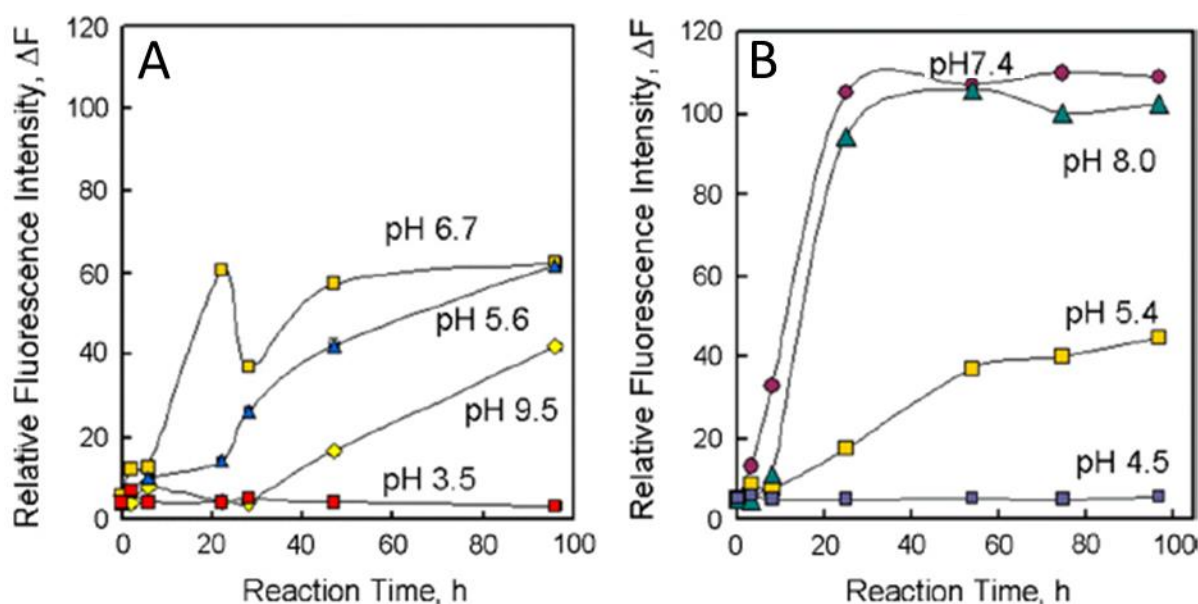 A
Relative Fluorescence Intensity, ΔF
120
100
80
60
40
20
0
pH 6.7
pH 5.6
pH 9.5
pH 3.5
0 20 40 60 80 100
Reaction Time, h
B
Relative Fluorescence Intensity, ΔF
120
100
80
60
40
20
0
pH7.4
pH 8.0
pH 5.4
pH 4.5
0 20 40 60 80 100
Reaction Time, h